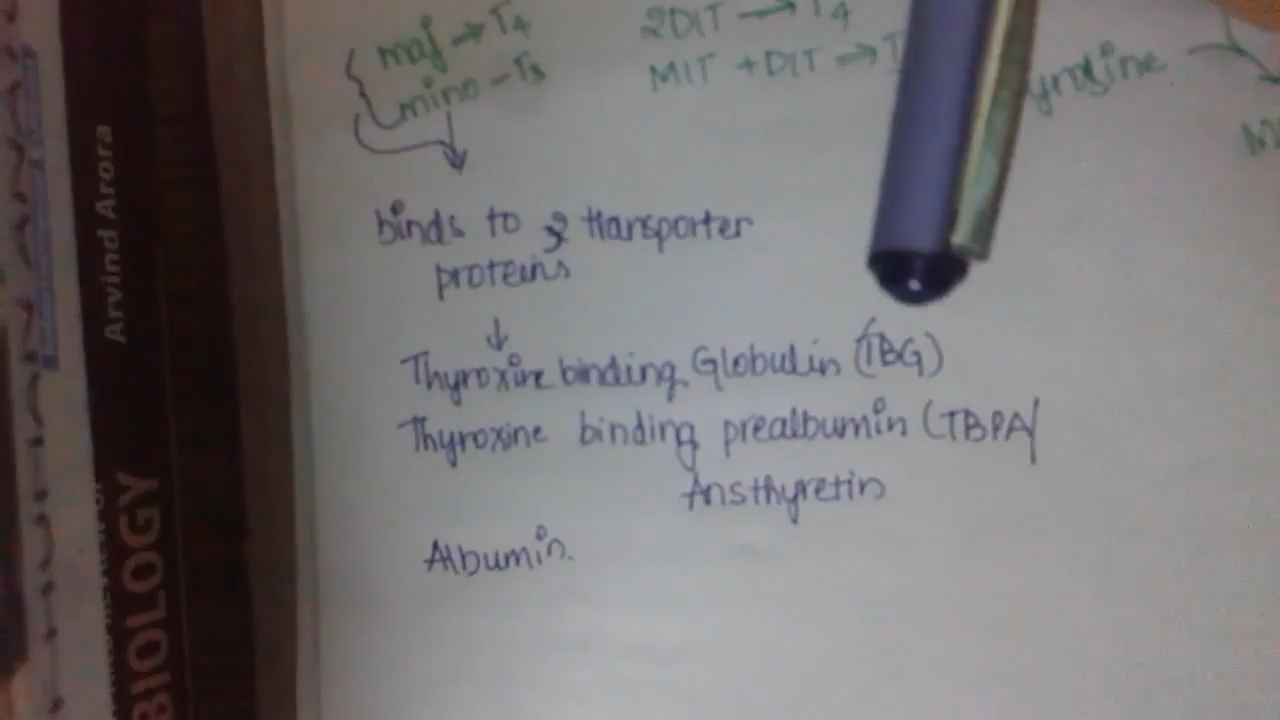 maj → T4
mino - T3
2DIT → T4
MIT + DIT → T
yrosine
binds to 3 transporter
proteins
↓
Thyroxine binding Globulin (TBG)
Thyroxine binding prealbumin (TBPA/
Ansthyretin
Albumin.
Arvind Arora
BIOLOGY